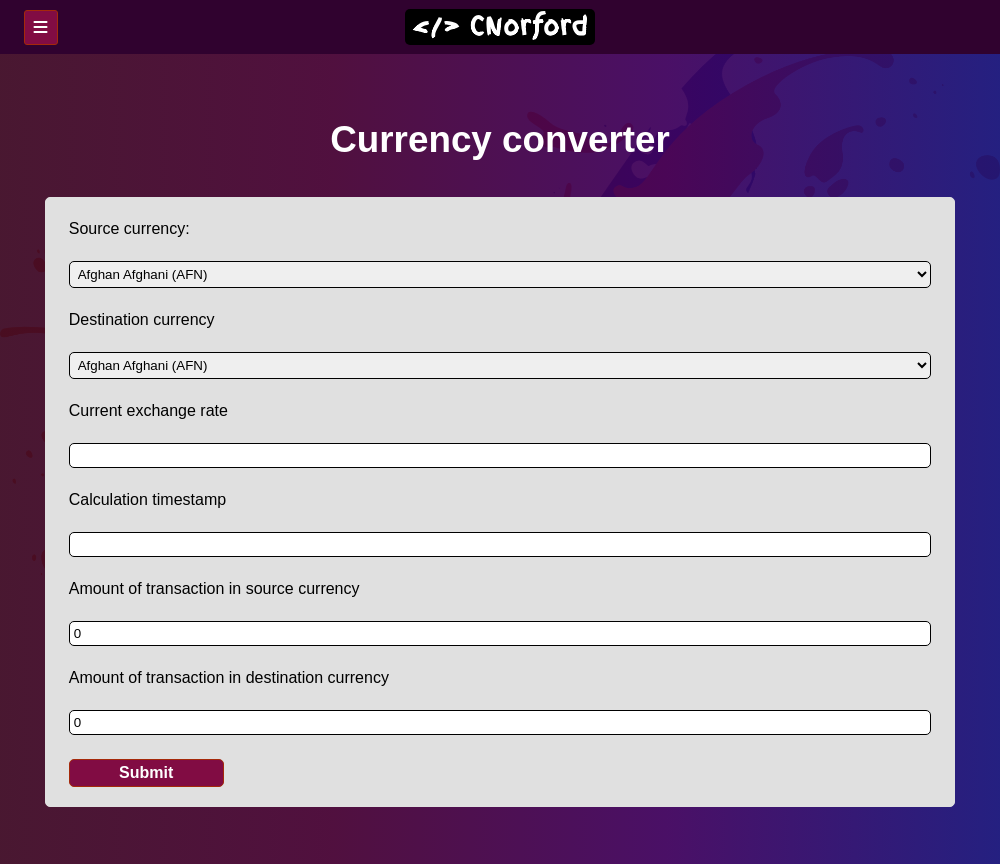 </> CNorford
Currency converter
Source currency:
Afghan Afghani (AFN)
Destination currency
Afghan Afghani (AFN)
Current exchange rate
Calculation timestamp
Amount of transaction in source currency
0
Amount of transaction in destination currency
0
Submit